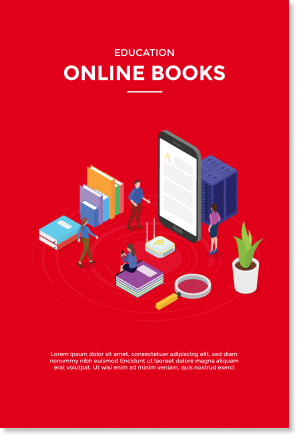 EDUCATION
ONLINE BOOKS
A
Lorem ipsum dolor sit amet, consectetuer adipiscing elit, sed diam
nonummy nibh euismod tincidunt ut laoreet dolore magna aliquam
erat volutpat. Ut wisi enim ad minim veniam, quis nostrud exerci